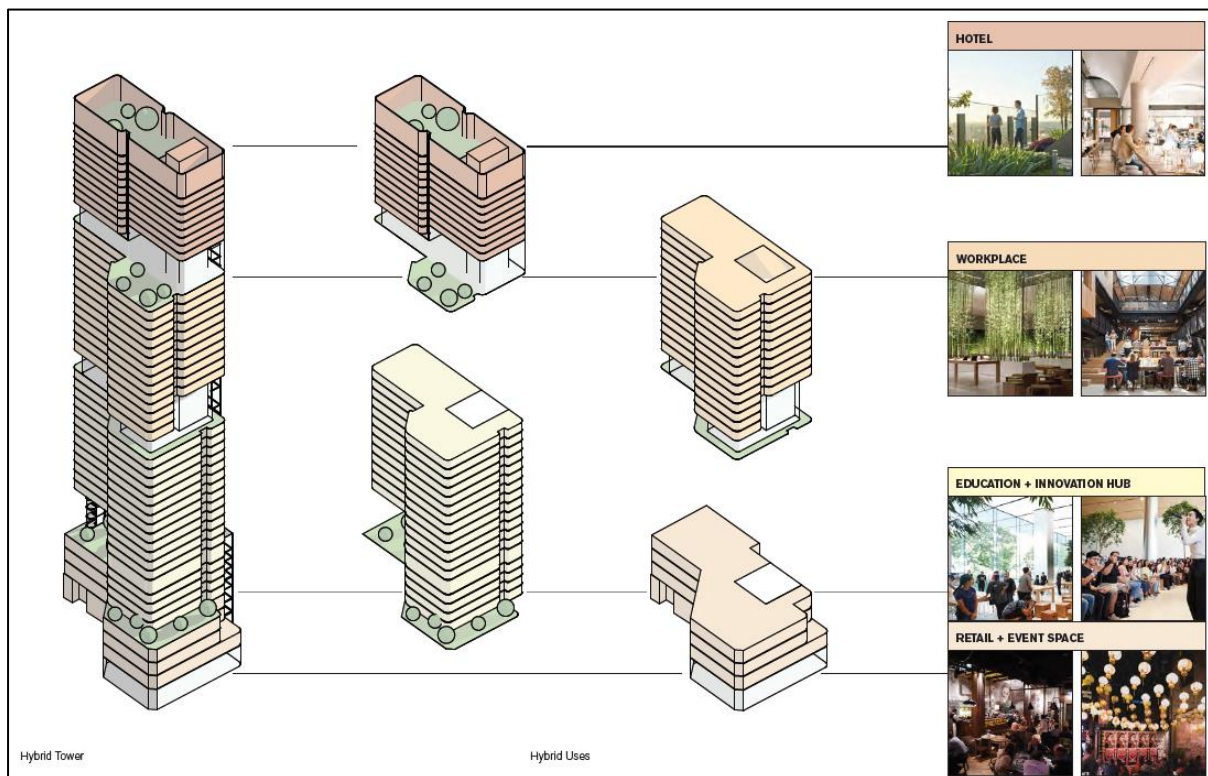 HOTEL
WORKPLACE
EDUCATION + INNOVATION HUB
RETAIL + EVENT SPACE
Hybrid Tower
Hybrid Uses